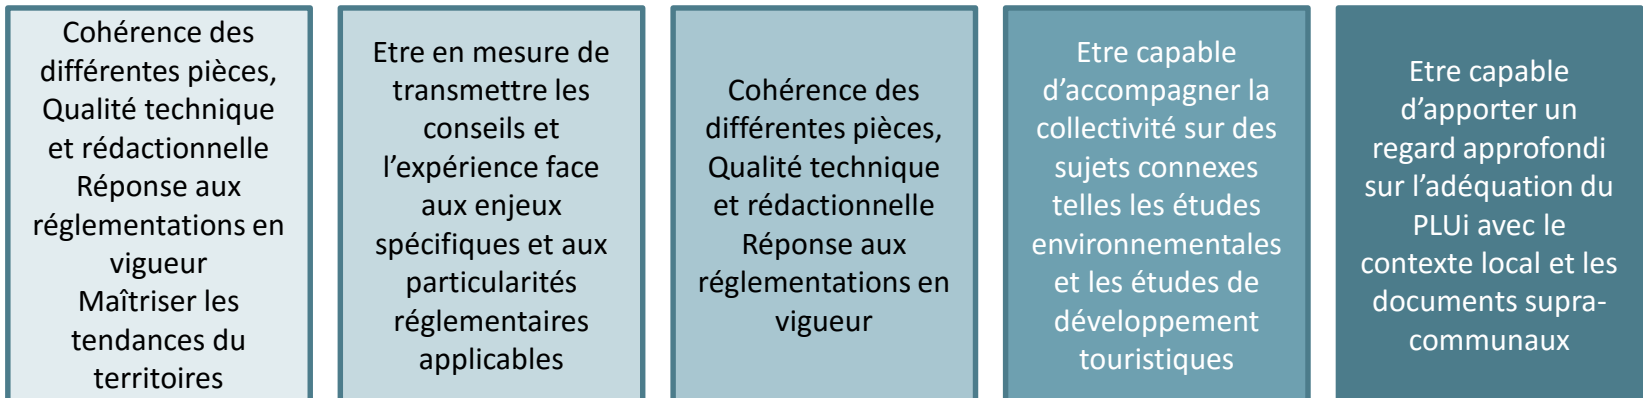 Cohérence des
différentes pièces,
Qualité technique
et rédactionnelle
Réponse aux
réglementations en
vigueur
Maîtriser les
tendances du
territoires
Etre en mesure de
transmettre les
conseils et
l’expérience face
aux enjeux
spécifiques et aux
particularités
réglementaires
applicables
Cohérence des
différentes pièces,
Qualité technique
et rédactionnelle
Réponse aux
réglementations en
vigueur
Etre capable
d’accompagner la
collectivité sur des
sujets connexes
telles les études
environnementales
et les études de
développement
touristiques
Etre capable
d’apporter un
regard approfondi
sur l’adéquation du
PLUi avec le
contexte local et les
documents supra-
communaux